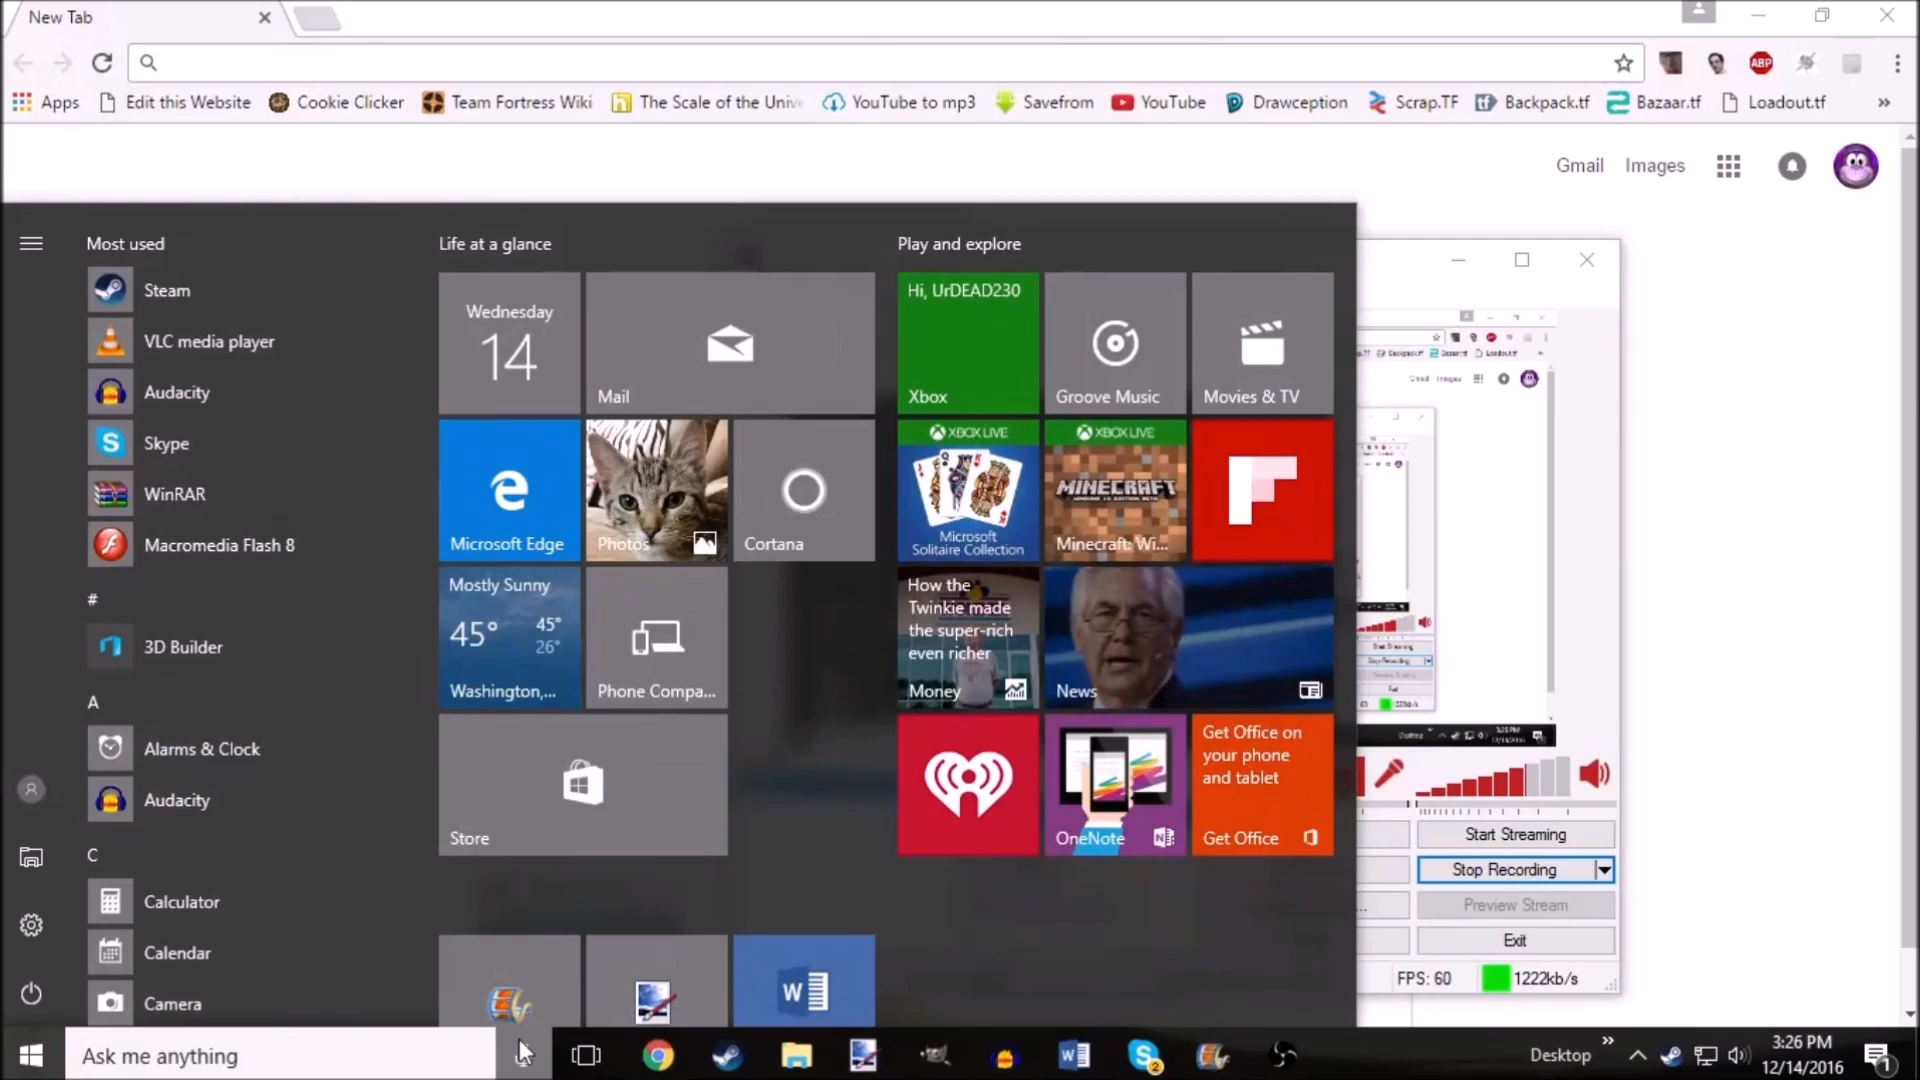 New Tab
Apps
Edit this Website
Cookie Clicker
Team Fortress Wiki
The Scale of the Univ
YouTube to mp3
Savefrom
YouTube
Drawception
Scrap.TF
Backpack.tf
Bazaar.tf
Loadout.tf
ABP
Gmail
Images
Most used
Steam
VLC media player
Audacity
Skype
WinRAR
Macromedia Flash 8
#
3D Builder
A
Alarms & Clock
Audacity
C
Calculator
Calendar
Camera
Life at a glance
Wednesday
14
Mail
Microsoft Edge
Photos
Cortana
Mostly Sunny
45°
45°
26°
Washington,...
Phone Compa...
Store
Play and explore
Hi, UrDEAD230
Xbox
Groove Music
Movies & TV
XBOX LIVE
Microsoft
Solitaire Collection
XBOX LIVE
MINECRAFT
Minecraft: Wi...
How the
Twinkie made
the super-rich
even richer
Money
News
OneNote
Get Office on
your phone
and tablet
Get Office
Start Streaming
Stop Recording
Preview Stream
Exit
FPS: 60
1222kb/s
Ask me anything
Desktop
3:26 PM
12/14/2016